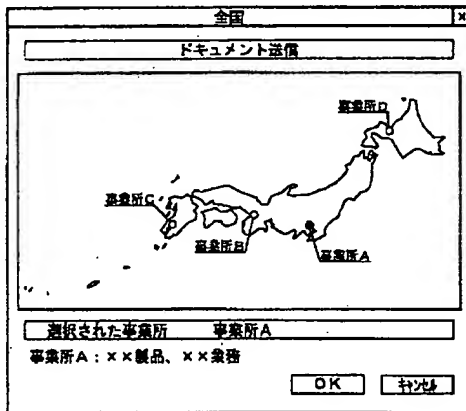 全国 ×
ドキュメント送信
事業所D
事業所C
事業所B
事業所A
選択された事業所 事業所A
事業所A：××製品、××業務
OK キャンセル